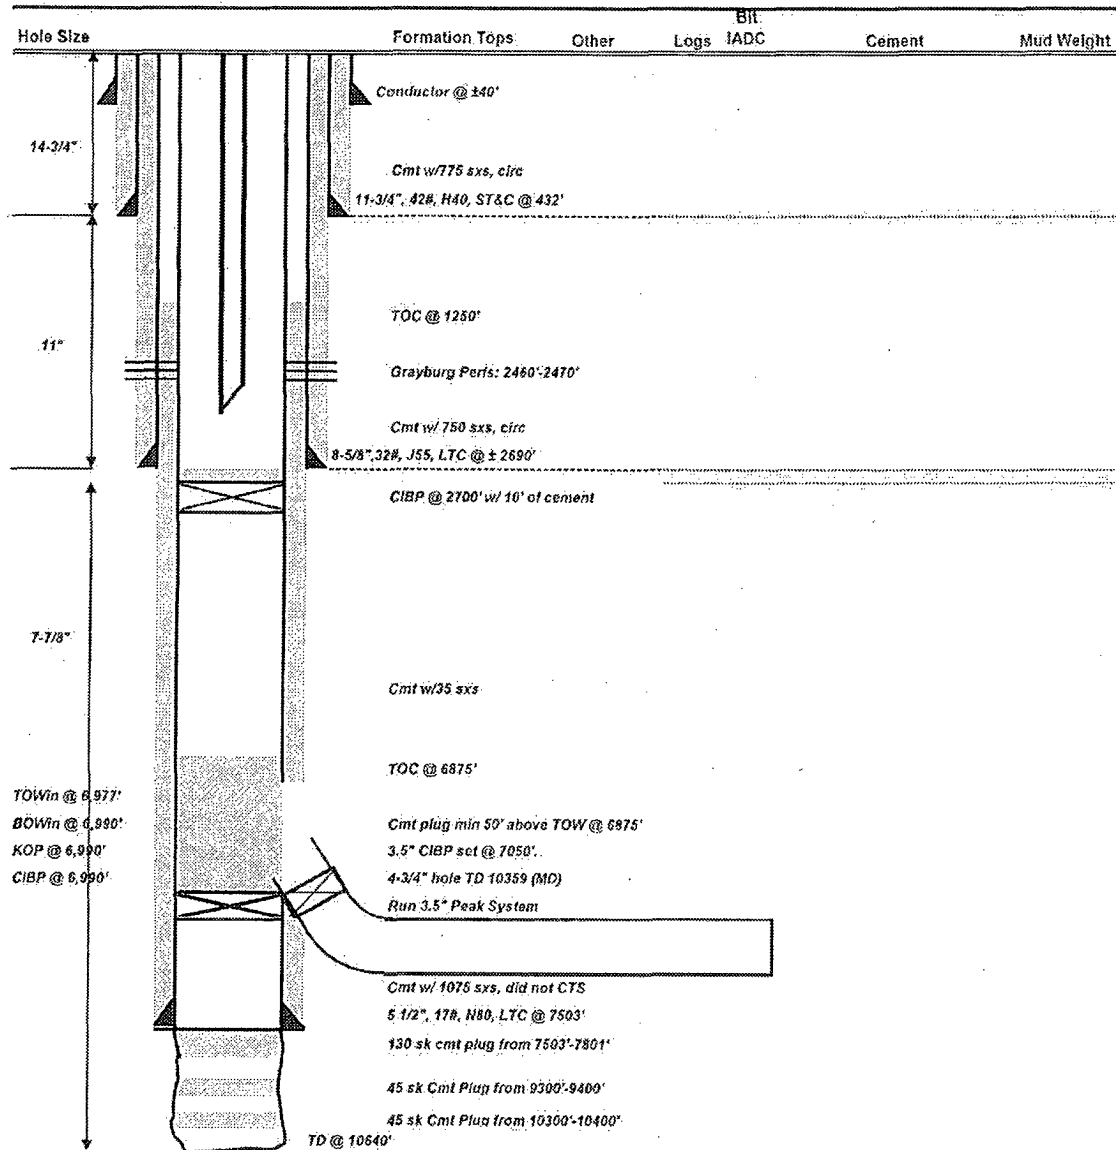 Bit
Hole Size Formation Tops Other Logs IADC Cement Mud Weight
Conductor @ ±40'
14-3/4"
Cmt w/775 sxs, circ
11-3/4", 42#, H40, ST&C @ 432'
TOC @ 1250'
11"
Grayburg Perfs: 2460'-2470'
Cmt w/ 750 sxs, circ
8-5/8",32#, J55, LTC @ ± 2690'
CIBP @ 2700' w/ 10' of cement
7-7/8"
Cmt w/35 sxs
TOC @ 6875'
TOWin @ 6,977'
BOWin @ 6,990' Cmt plug min 50' above TOW @ 6875'
KOP @ 6,990' 3.5" CIBP set @ 7050'.
CIBP @ 6,990' 4-3/4" hole TD 10359 (MD)
Run 3.5" Peak System
Cmt w/ 1075 sxs, did not CTS
5 1/2", 17#, N80, LTC @ 7503'
130 sk cmt plug from 7503'-7801'
45 sk Cmt Plug from 9300'-9400'
45 sk Cmt Plug from 10300'-10400'
TD @ 10640'